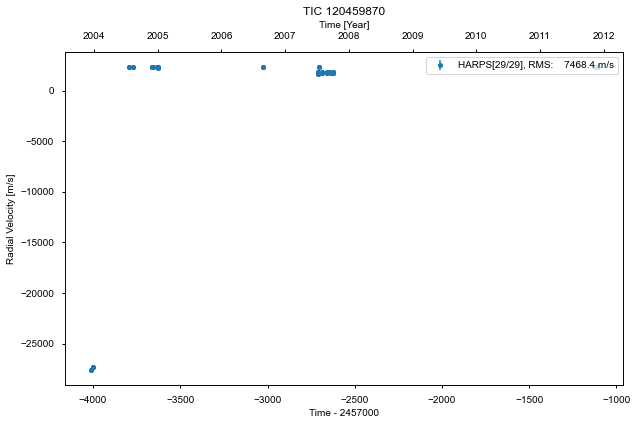 TIC 120459870
Time [Year]
2004 2005 2006 2007 2008 2009 2010 2011 2012
HARPS[29/29], RMS: 7468.4 m/s
0
−5000
−10000
−15000
−20000
−25000
Radial Velocity [m/s]
−4000 −3500 −3000 −2500 −2000 −1500 −1000
Time - 2457000